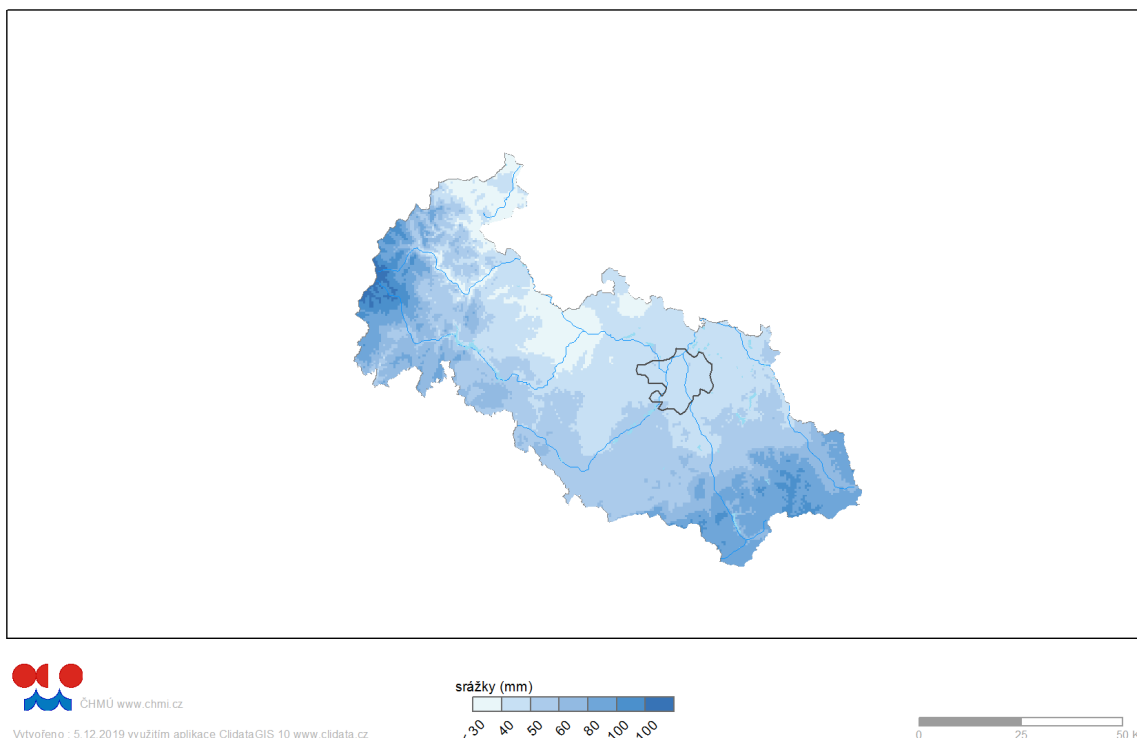 ČHMÚ www.chmi.cz
Vytvořeno : 5.12.2019 využitím aplikace ClidataGIS 10 www.clidata.cz
srážky (mm)
30 40 50 60 80 100 100
0 25 50 K